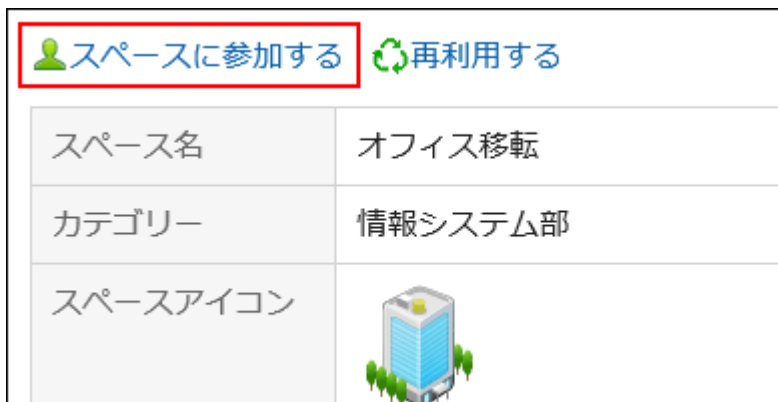 スペースに参加する 再利用する
スペース名 オフィス移転
カテゴリー 情報システム部
スペースアイコン